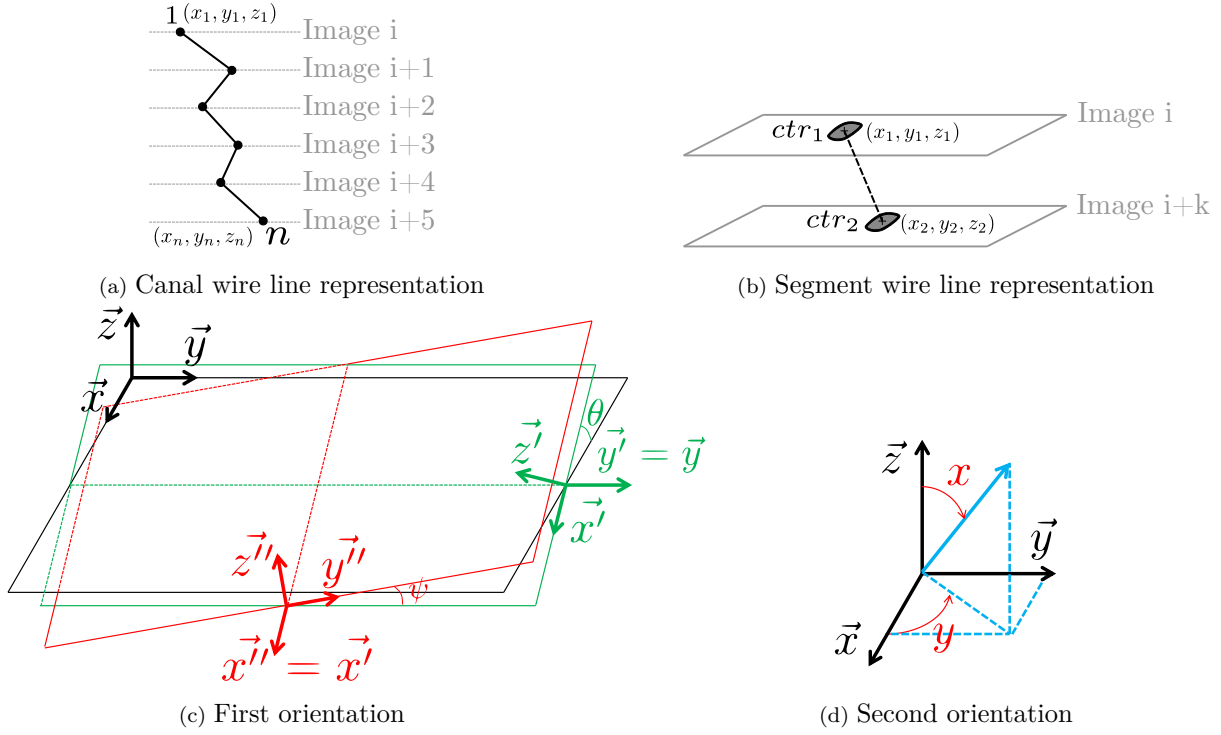 1 (x₁, y₁, z₁)
Image i
Image i+1
Image i+2
Image i+3
Image i+4
Image i+5
(xₙ, yₙ, zₙ) n
(a) Canal wire line representation
Image i
ctr₁ (x₁, y₁, z₁)
Image i+k
ctr₂ (x₂, y₂, z₂)
(b) Segment wire line representation
z⃗
y⃗
x⃗
θ
z⃗'
y⃗' = y⃗
x⃗'
z⃗''
y⃗''
ψ
x⃗'' = x⃗'
(c) First orientation
z⃗
x
y⃗
y
x⃗
(d) Second orientation